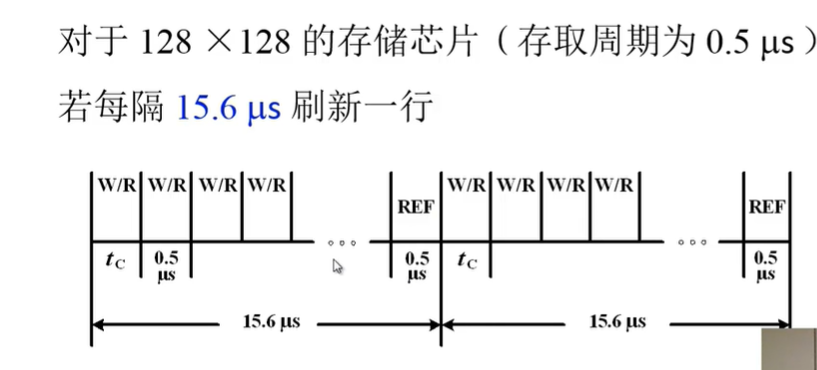 对于 128 ×128 的存储芯片（存取周期为 0.5 μs）
若每隔 15.6 μs 刷新一行
W/R W/R W/R W/R REF W/R W/R W/R W/R REF
tC 0.5 μs 0.5 μs tC 0.5 μs
15.6 μs 15.6 μs